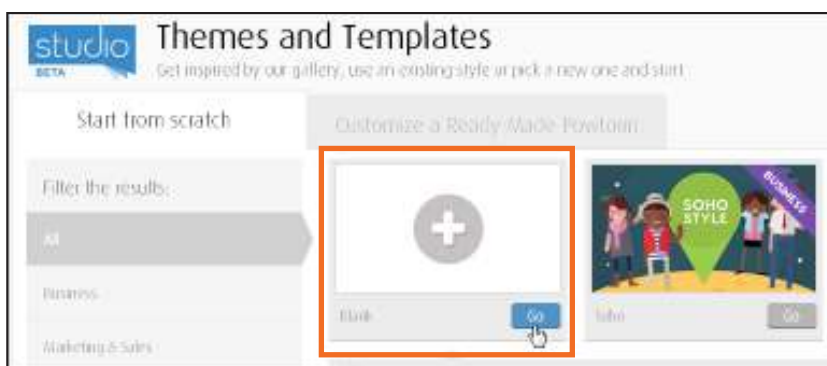 studio
BETA
Themes and Templates
Get inspired by our gallery, use an existing style or pick a new one and start
Start from scratch
Customize a Ready Made Powtoon
Filter the results:
All
Business
Marketing & Sales
Blank
Go
SOHO
STYLE
BUSINESS
Soho
Go